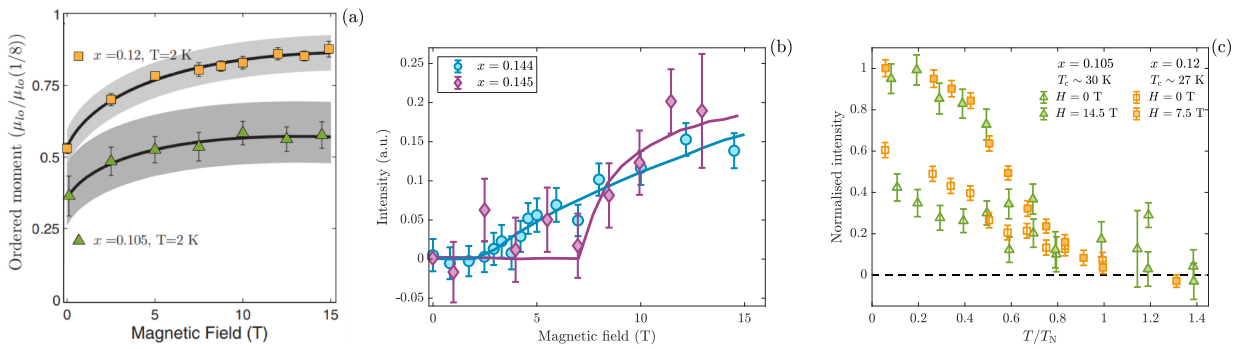 (a)
Ordered moment (μ_lo/μ_lo(1/8))
1
0.75
0.5
0.25
0
x =0.12, T=2 K
x =0.105, T=2 K
0 5 10 15
Magnetic Field (T)
(b)
x = 0.144
x = 0.145
Intensity (a.u.)
0.25
0.2
0.15
0.1
0.05
0
-0.05
0 5 10 15
Magnetic field (T)
(c)
x = 0.105 x = 0.12
T_c ∼ 30 K T_c ∼ 27 K
H = 0 T H = 0 T
H = 14.5 T H = 7.5 T
Normalised intensity
1
0.8
0.6
0.4
0.2
0
0 0.2 0.4 0.6 0.8 1 1.2 1.4
T/T_N